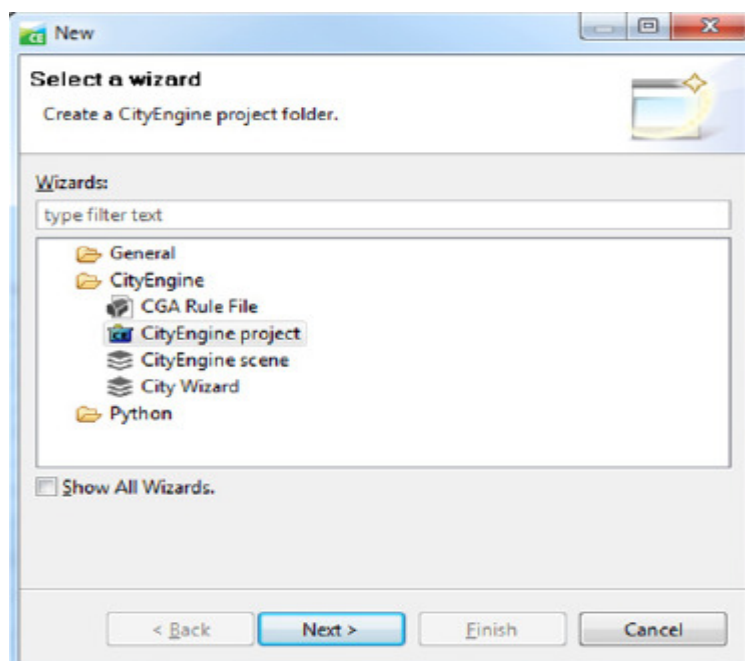 CE New
Select a wizard
Create a CityEngine project folder.
Wizards:
type filter text
General
CityEngine
CGA Rule File
CityEngine project
CityEngine scene
City Wizard
Python
Show All Wizards.
< Back Next > Finish Cancel